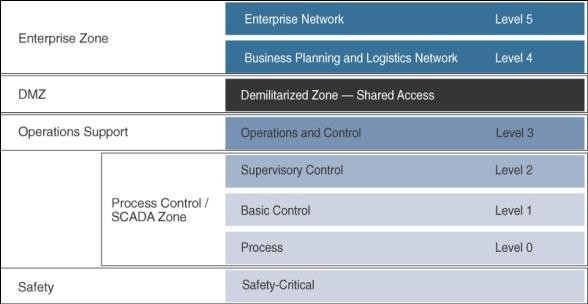 Enterprise Zone
Enterprise Network Level 5
Business Planning and Logistics Network Level 4
DMZ
Demilitarized Zone — Shared Access
Operations Support
Operations and Control Level 3
Process Control /
SCADA Zone
Supervisory Control Level 2
Basic Control Level 1
Process Level 0
Safety
Safety-Critical